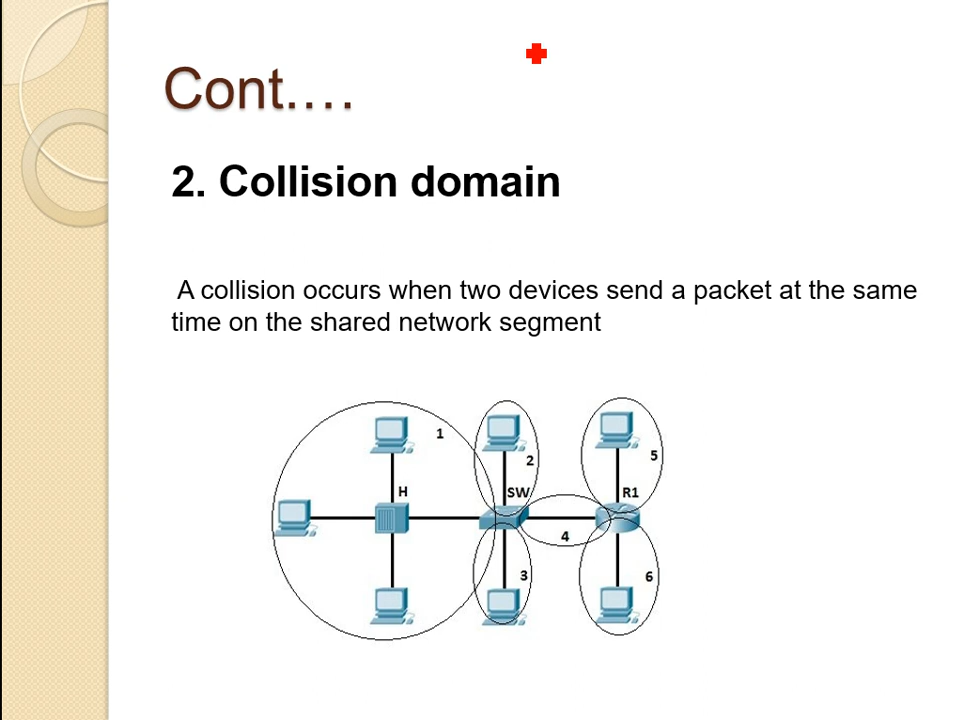 Cont.…
2. Collision domain
A collision occurs when two devices send a packet at the same
time on the shared network segment
1
2
5
H
SW
R1
4
3
6